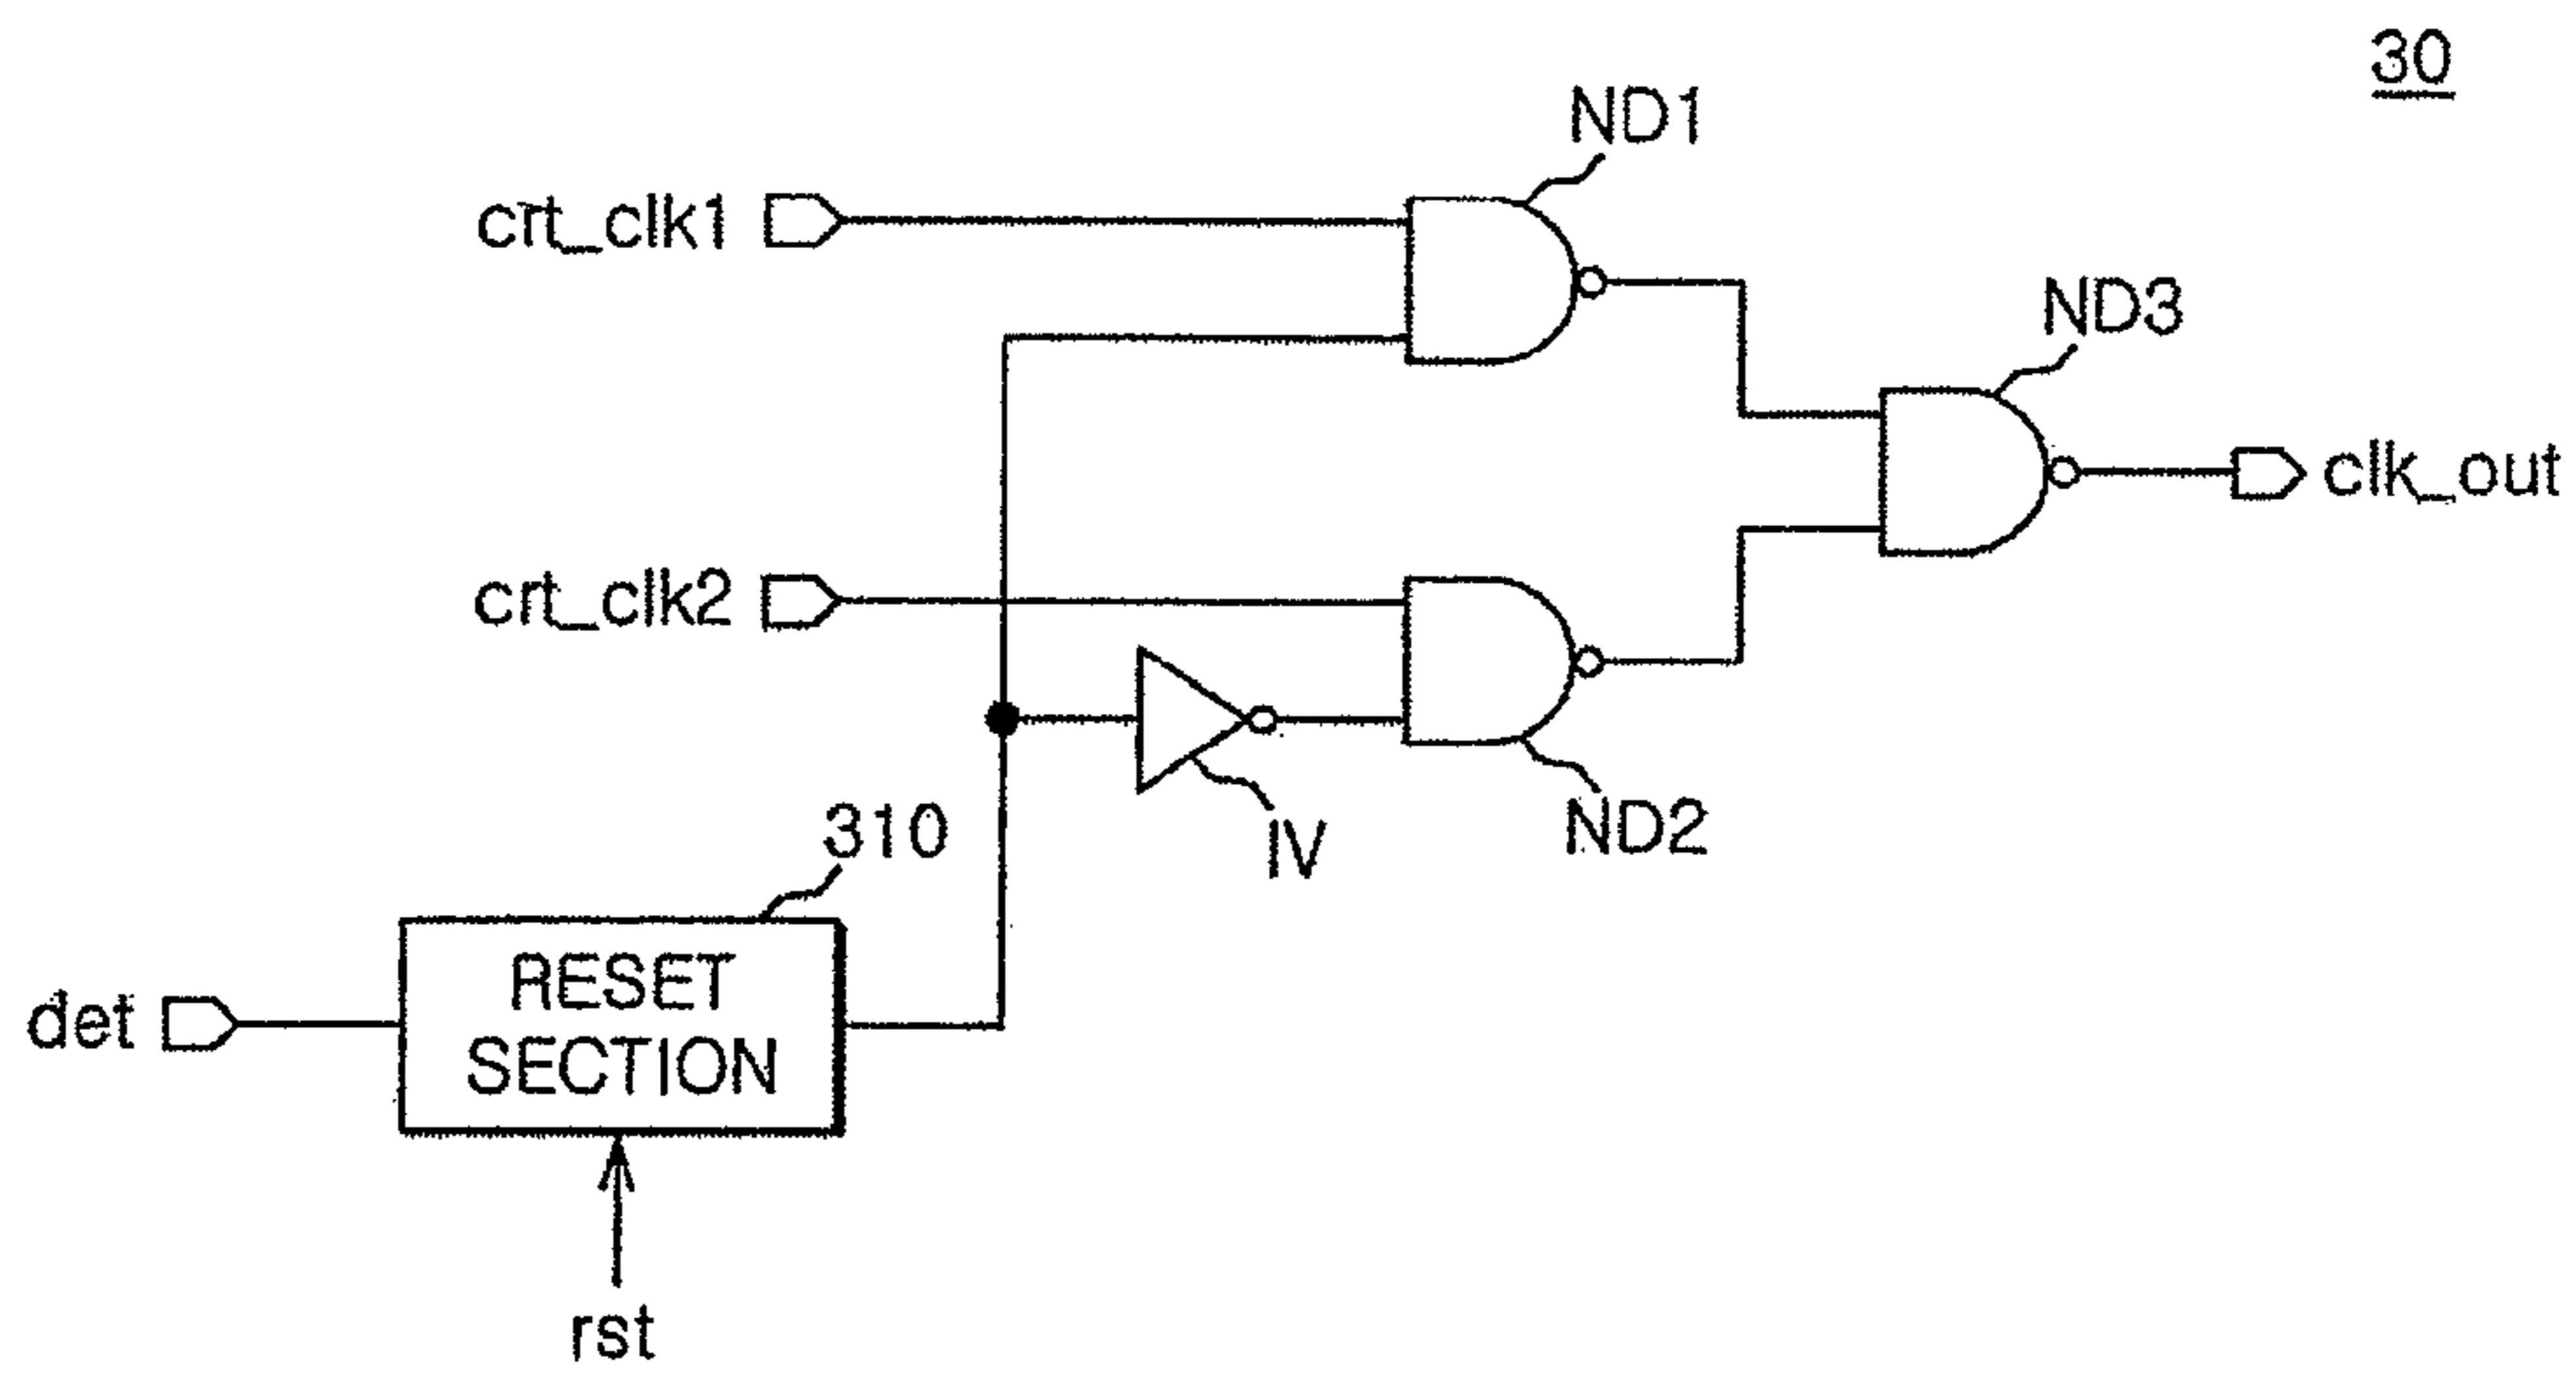 30
ND1
crt_clk1
ND3
clk_out
crt_clk2
IV
ND2
310
RESET
SECTION
det
rst